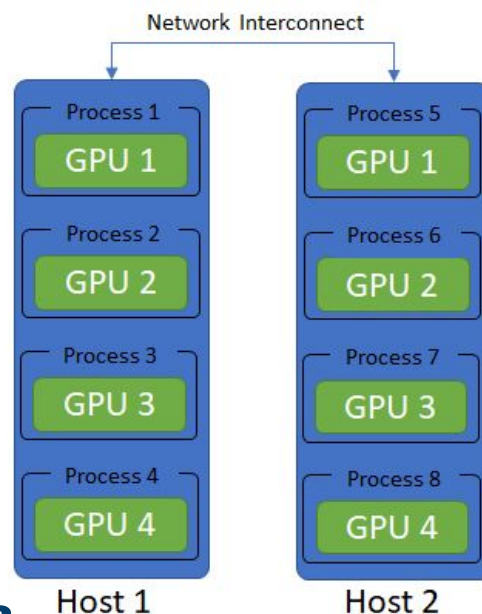 Network Interconnect
Process 1
GPU 1
Process 2
GPU 2
Process 3
GPU 3
Process 4
GPU 4
Host 1
Process 5
GPU 1
Process 6
GPU 2
Process 7
GPU 3
Process 8
GPU 4
Host 2